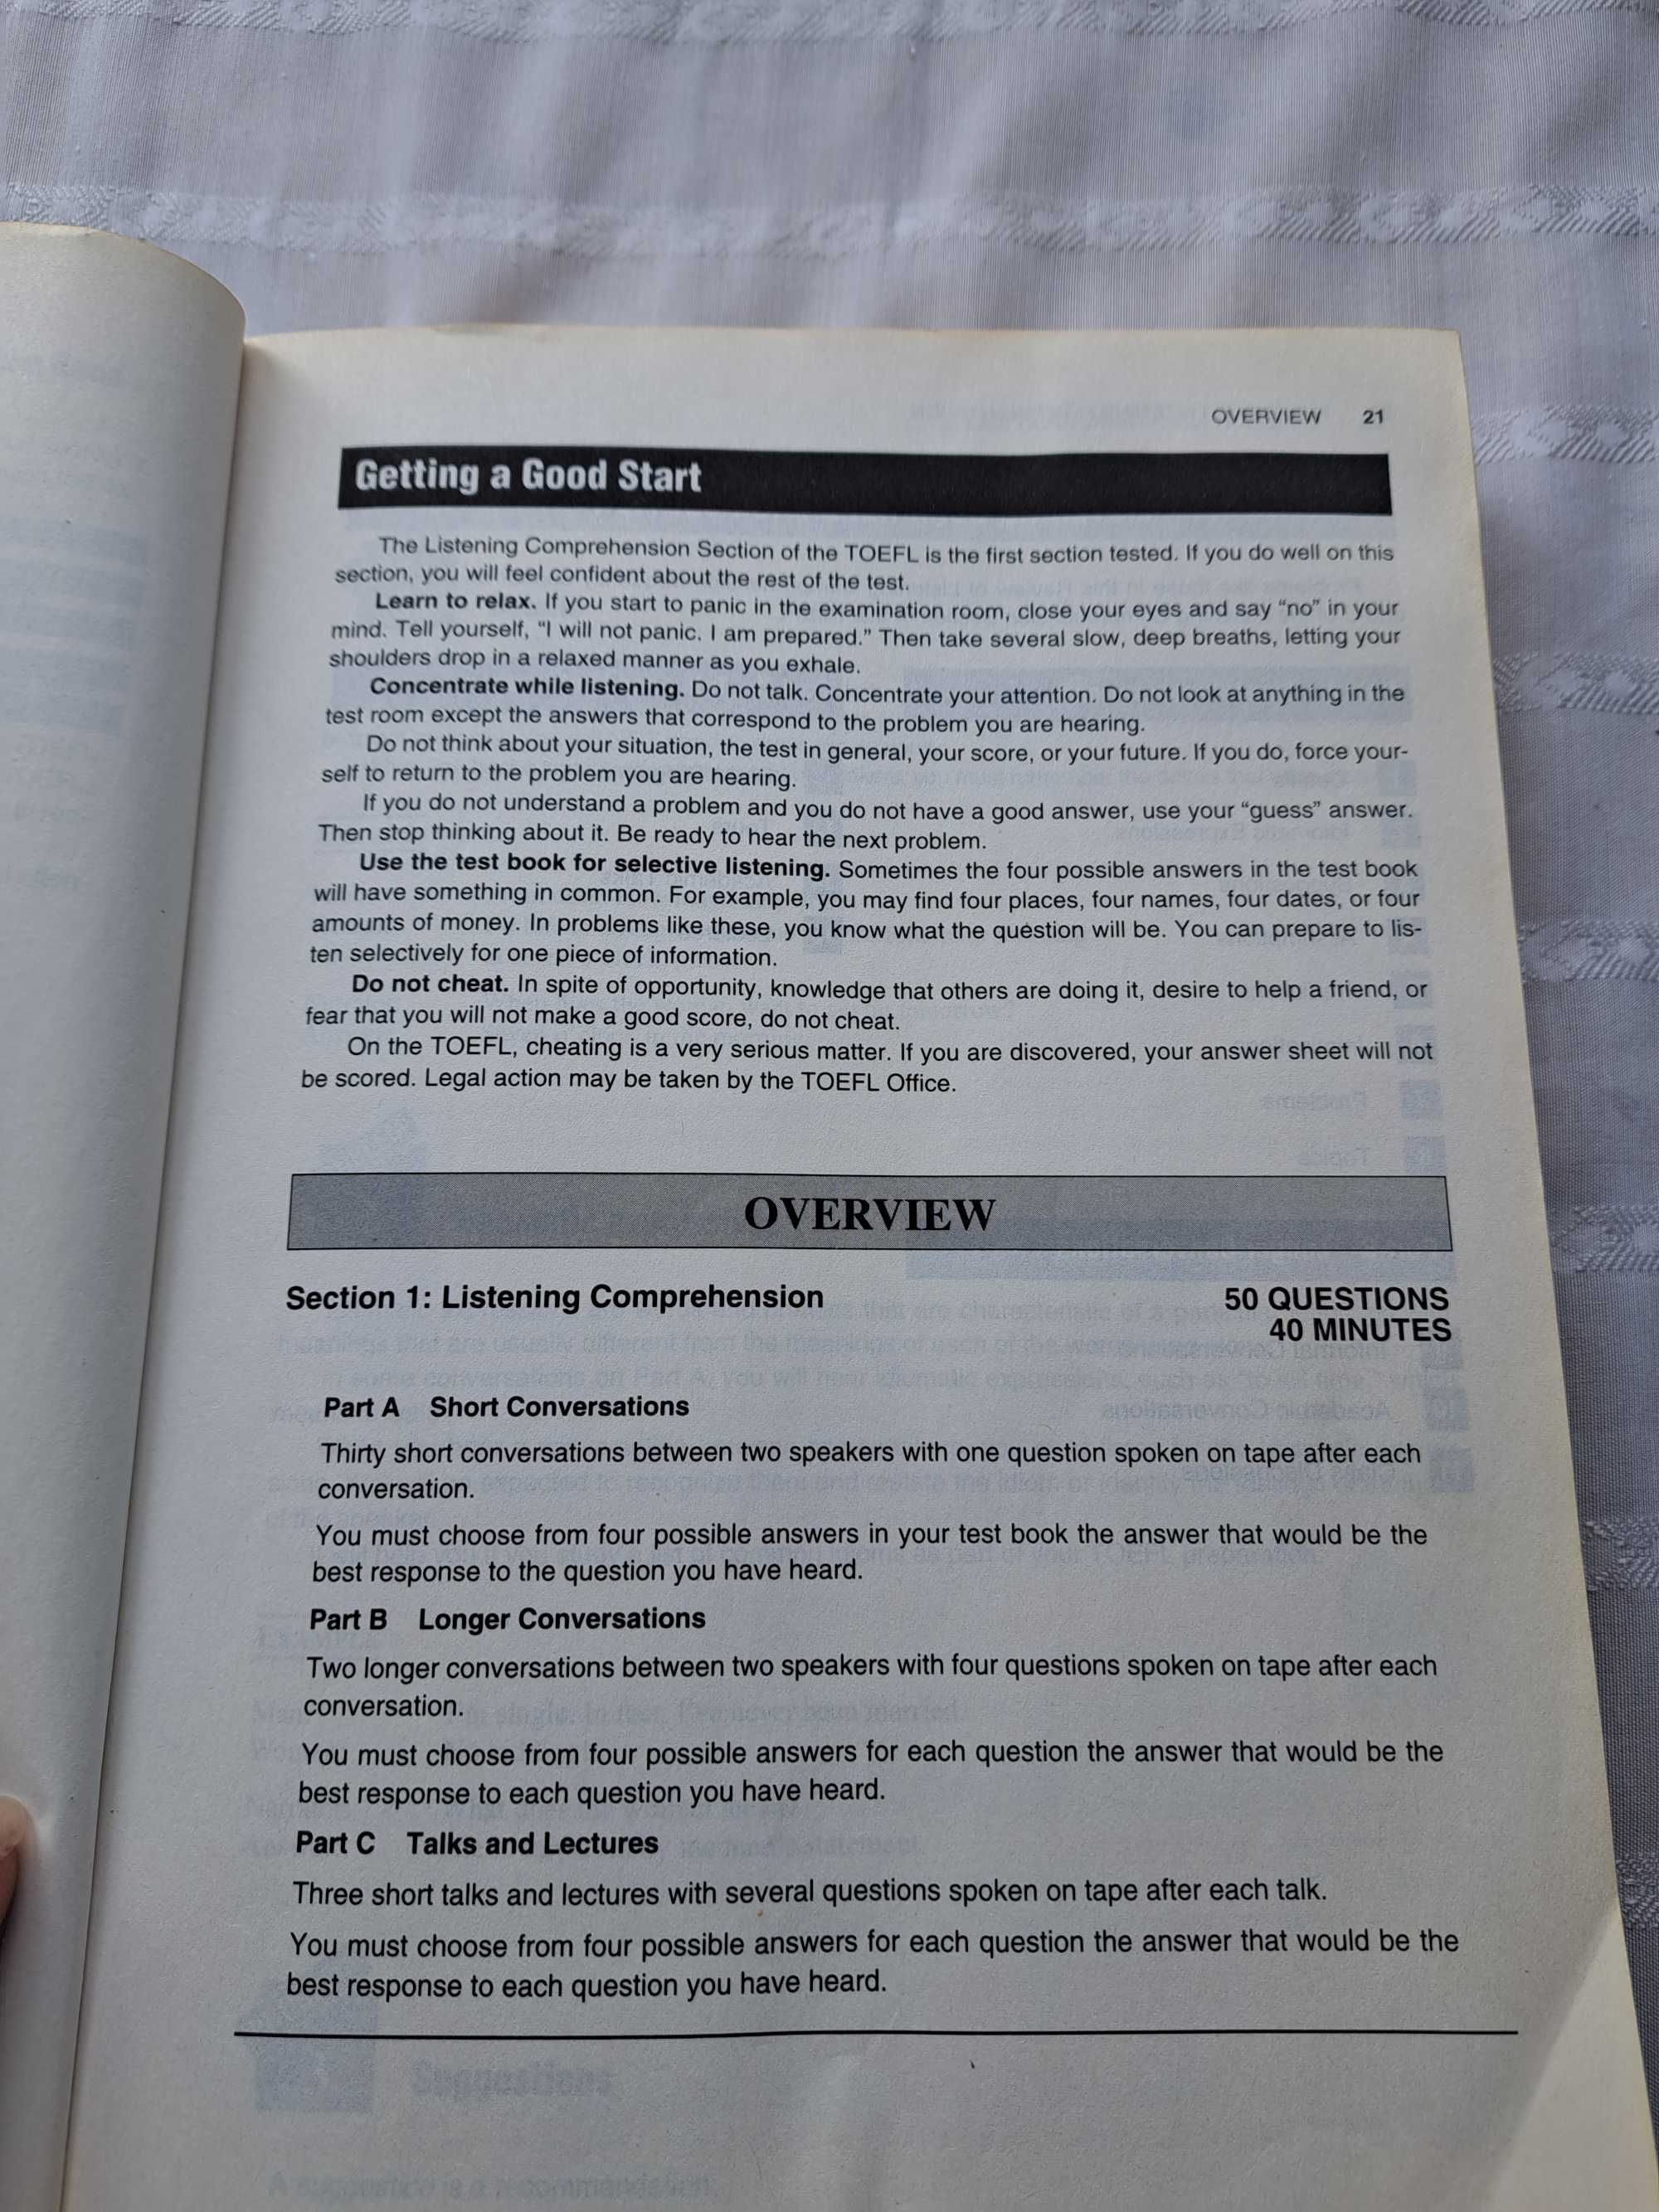 OVERVIEW 21
Getting a Good Start
The Listening Comprehension Section of the TOEFL is the first section tested. If you do well on this
section, you will feel confident about the rest of the test.
Learn to relax. If you start to panic in the examination room, close your eyes and say “no” in your
mind. Tell yourself, “I will not panic. I am prepared.” Then take several slow, deep breaths, letting your
shoulders drop in a relaxed manner as you exhale.
Concentrate while listening. Do not talk. Concentrate your attention. Do not look at anything in the
test room except the answers that correspond to the problem you are hearing.
Do not think about your situation, the test in general, your score, or your future. If you do, force your-
self to return to the problem you are hearing.
If you do not understand a problem and you do not have a good answer, use your “guess” answer.
Then stop thinking about it. Be ready to hear the next problem.
Use the test book for selective listening. Sometimes the four possible answers in the test book
will have something in common. For example, you may find four places, four names, four dates, or four
amounts of money. In problems like these, you know what the question will be. You can prepare to lis-
ten selectively for one piece of information.
Do not cheat. In spite of opportunity, knowledge that others are doing it, desire to help a friend, or
fear that you will not make a good score, do not cheat.
On the TOEFL, cheating is a very serious matter. If you are discovered, your answer sheet will not
be scored. Legal action may be taken by the TOEFL Office.
OVERVIEW
Section 1: Listening Comprehension 50 QUESTIONS
40 MINUTES
Part A Short Conversations
Thirty short conversations between two speakers with one question spoken on tape after each
conversation.
You must choose from four possible answers in your test book the answer that would be the
best response to the question you have heard.
Part B Longer Conversations
Two longer conversations between two speakers with four questions spoken on tape after each
conversation.
You must choose from four possible answers for each question the answer that would be the
best response to each question you have heard.
Part C Talks and Lectures
Three short talks and lectures with several questions spoken on tape after each talk.
You must choose from four possible answers for each question the answer that would be the
best response to each question you have heard.